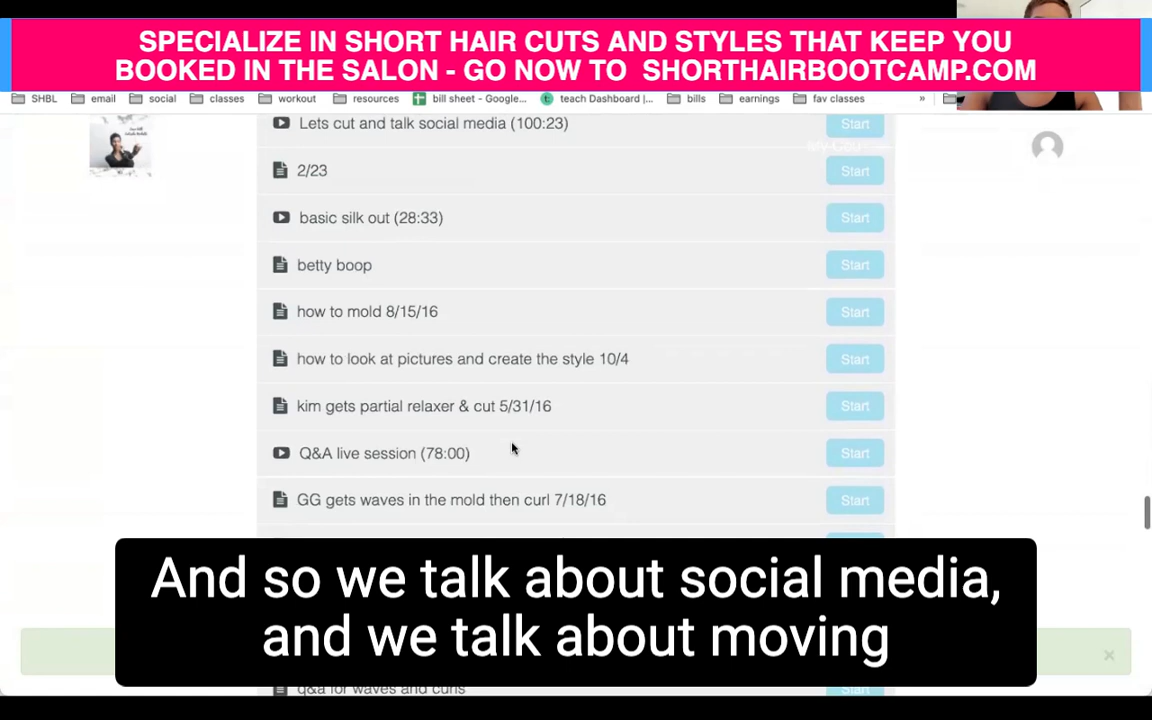 SPECIALIZE IN SHORT HAIR CUTS AND STYLES THAT KEEP YOU
BOOKED IN THE SALON - GO NOW TO SHORTHAIRBOOTCAMP.COM
SHBL email social classes workout resources bill sheet - Google... teach Dashboard |... bills earnings fav classes »
Lets cut and talk social media (100:23) Start
2/23 Start
basic silk out (28:33) Start
betty boop Start
how to mold 8/15/16 Start
how to look at pictures and create the style 10/4 Start
kim gets partial relaxer & cut 5/31/16 Start
Q&A live session (78:00) Start
GG gets waves in the mold then curl 7/18/16 Start
And so we talk about social media,
and we talk about moving
q&a for waves and curls Start